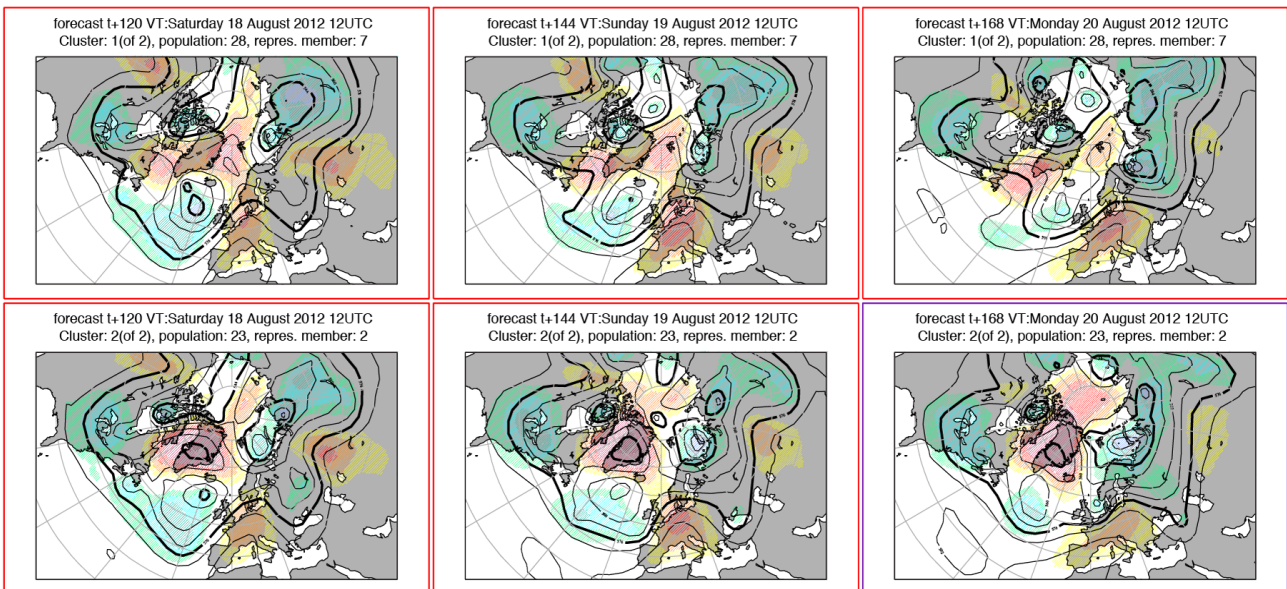 forecast t+120 VT:Saturday 18 August 2012 12UTC
Cluster: 1(of 2), population: 28, repres. member: 7
forecast t+144 VT:Sunday 19 August 2012 12UTC
Cluster: 1(of 2), population: 28, repres. member: 7
forecast t+168 VT:Monday 20 August 2012 12UTC
Cluster: 1(of 2), population: 28, repres. member: 7
forecast t+120 VT:Saturday 18 August 2012 12UTC
Cluster: 2(of 2), population: 23, repres. member: 2
forecast t+144 VT:Sunday 19 August 2012 12UTC
Cluster: 2(of 2), population: 23, repres. member: 2
forecast t+168 VT:Monday 20 August 2012 12UTC
Cluster: 2(of 2), population: 23, repres. member: 2